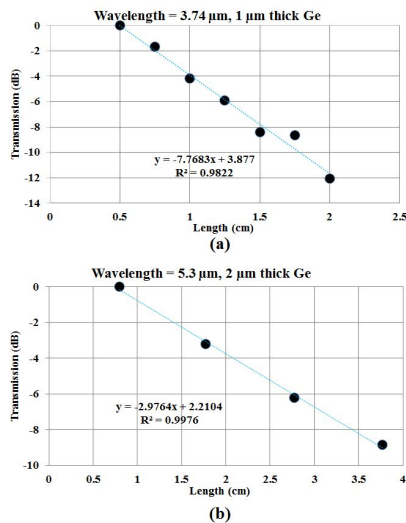 Wavelength = 3.74 µm, 1 µm thick Ge
0
-2
-4
-6
-8
-10
-12
-14
Transmission (dB)
y = -7.7683x + 3.877
R² = 0.9822
0 0.5 1 1.5 2 2.5
Length (cm)
(a)
Wavelength = 5.3 µm, 2 µm thick Ge
0
-2
-4
-6
-8
-10
Transmission (dB)
y = -2.9764x + 2.2104
R² = 0.9976
0 0.5 1 1.5 2 2.5 3 3.5 4
Length (cm)
(b)